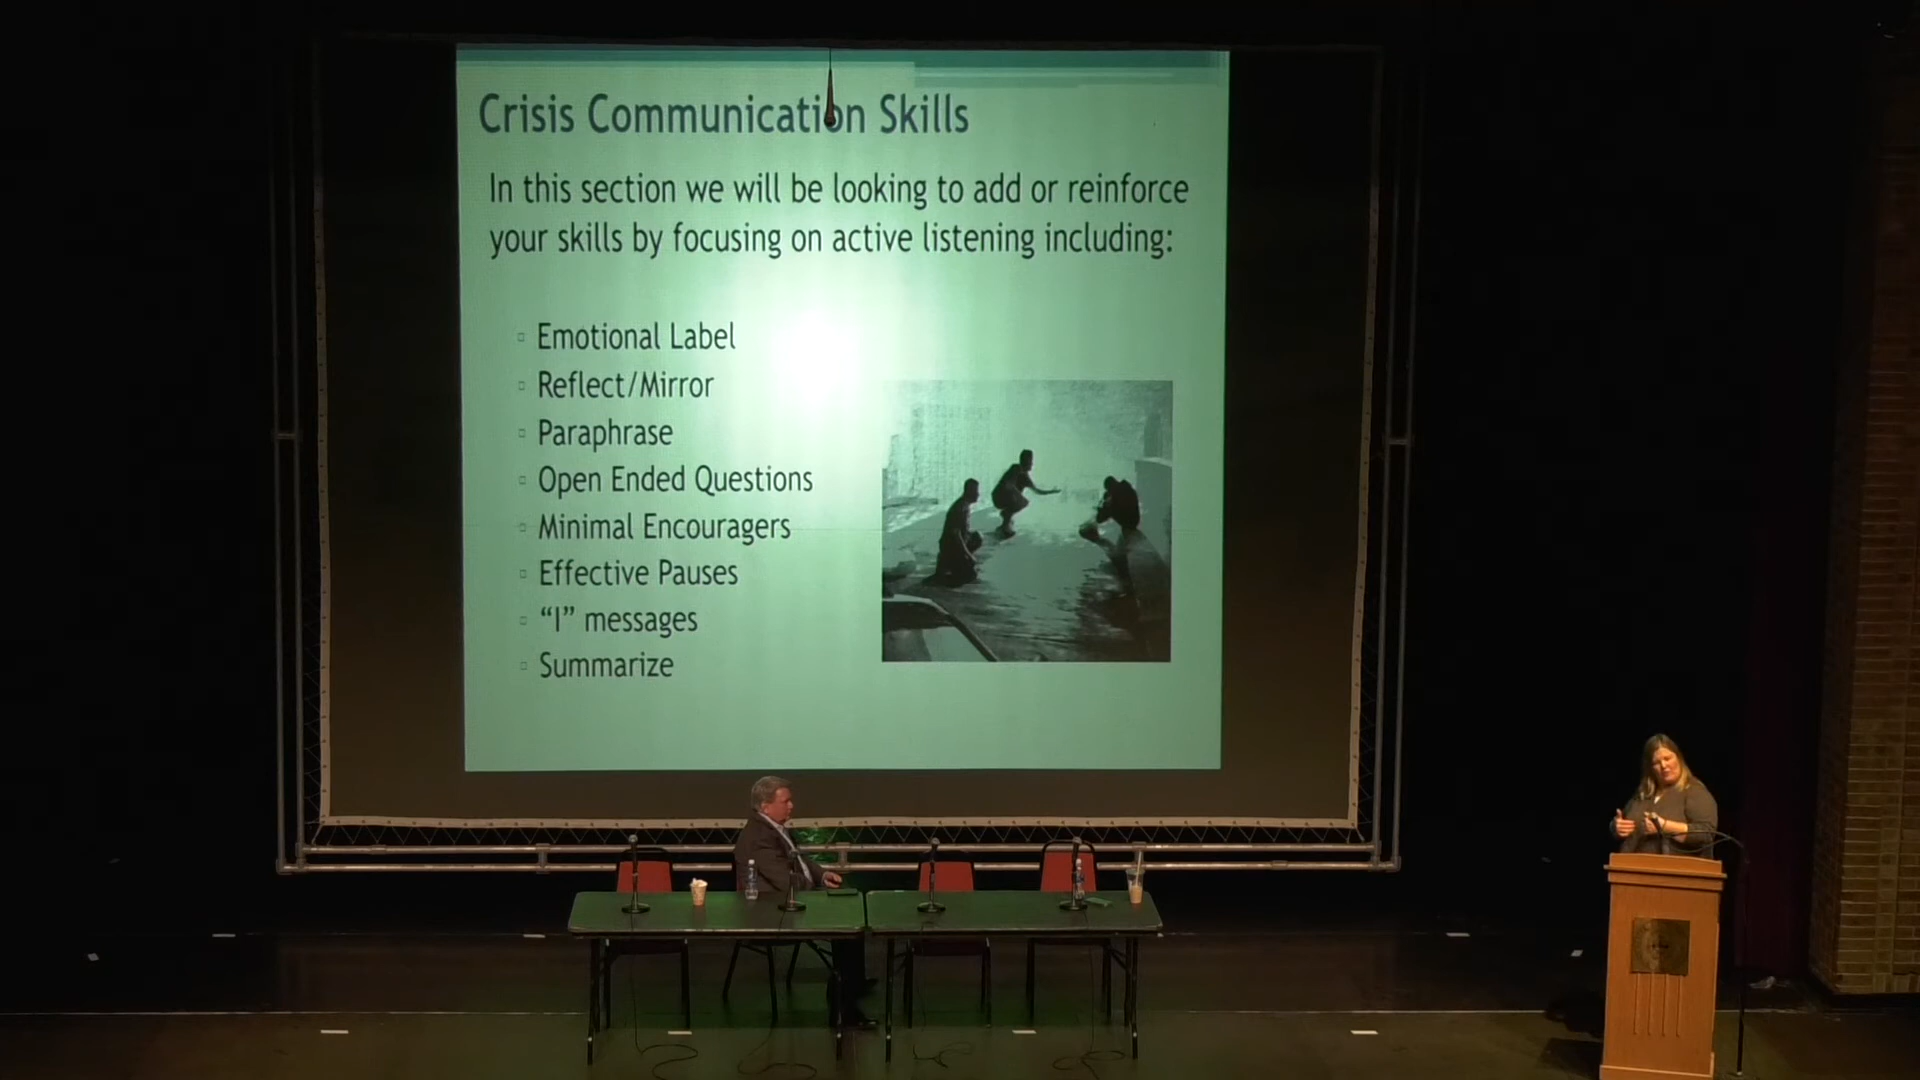 Crisis Communication Skills
In this section we will be looking to add or reinforce
your skills by focusing on active listening including:
Emotional Label
Reflect/Mirror
Paraphrase
Open Ended Questions
Minimal Encouragers
Effective Pauses
“I” messages
Summarize